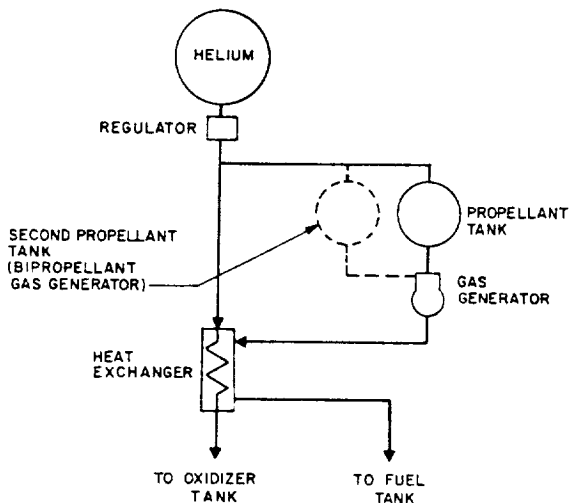 HELIUM
REGULATOR
SECOND PROPELLANT
TANK
(BIPROPELLANT
GAS GENERATOR)
PROPELLANT
TANK
GAS
GENERATOR
HEAT
EXCHANGER
TO OXIDIZER
TANK
TO FUEL
TANK